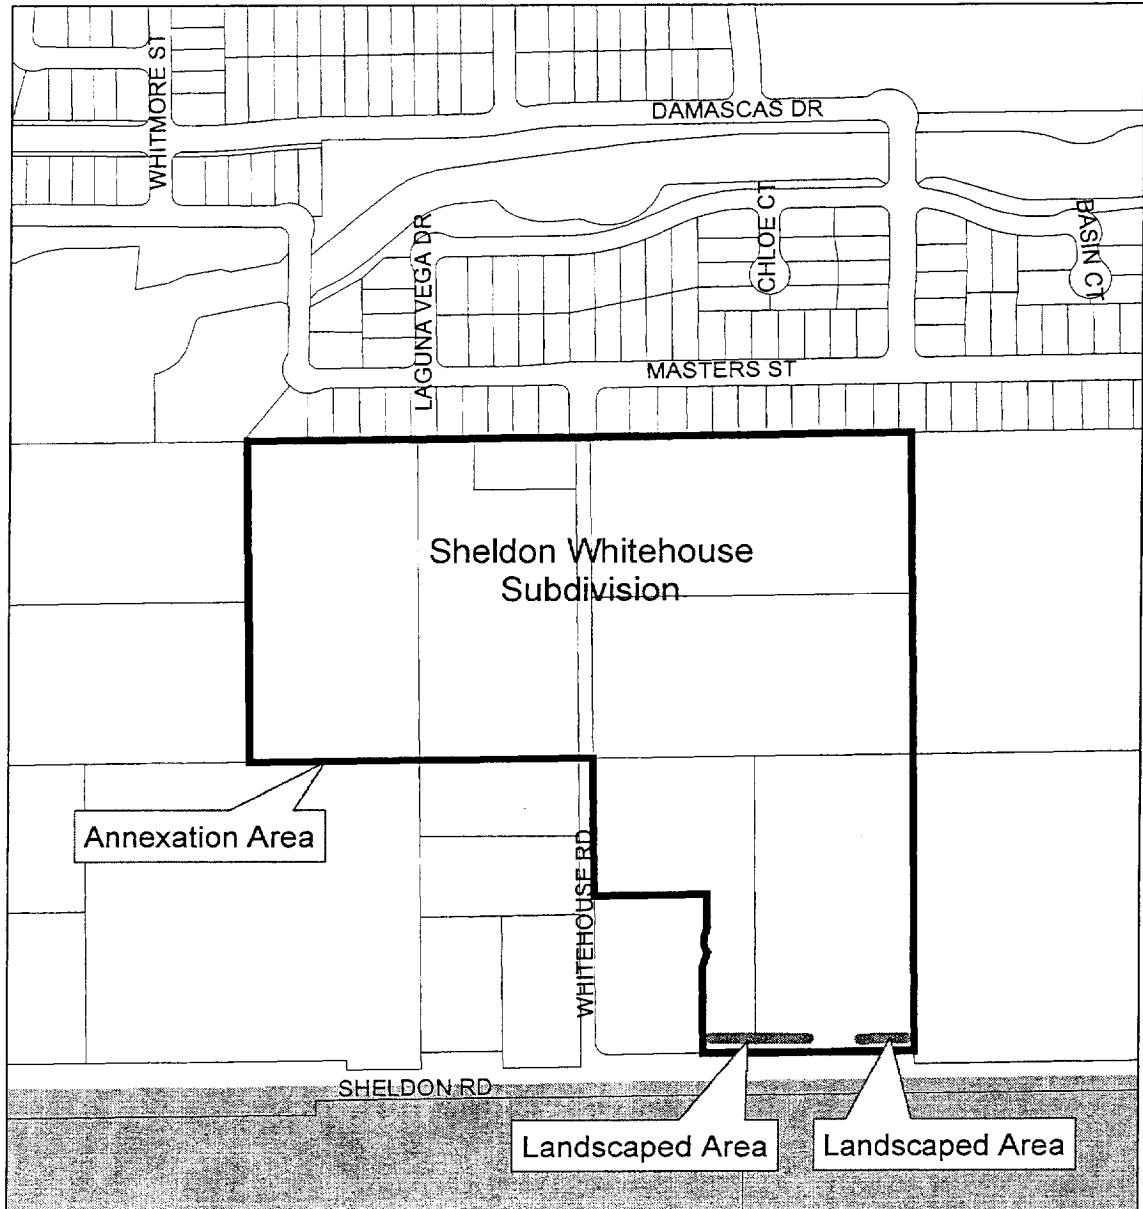 DAMASCAS DR
WHITMORE ST
CHLOE CT
BASIN CT
LAGUNA VEGA DR
MASTERS ST
Sheldon Whitehouse
Subdivision
Annexation Area
WHITEHOUSE RD
SHELDON RD
Landscaped Area
Landscaped Area